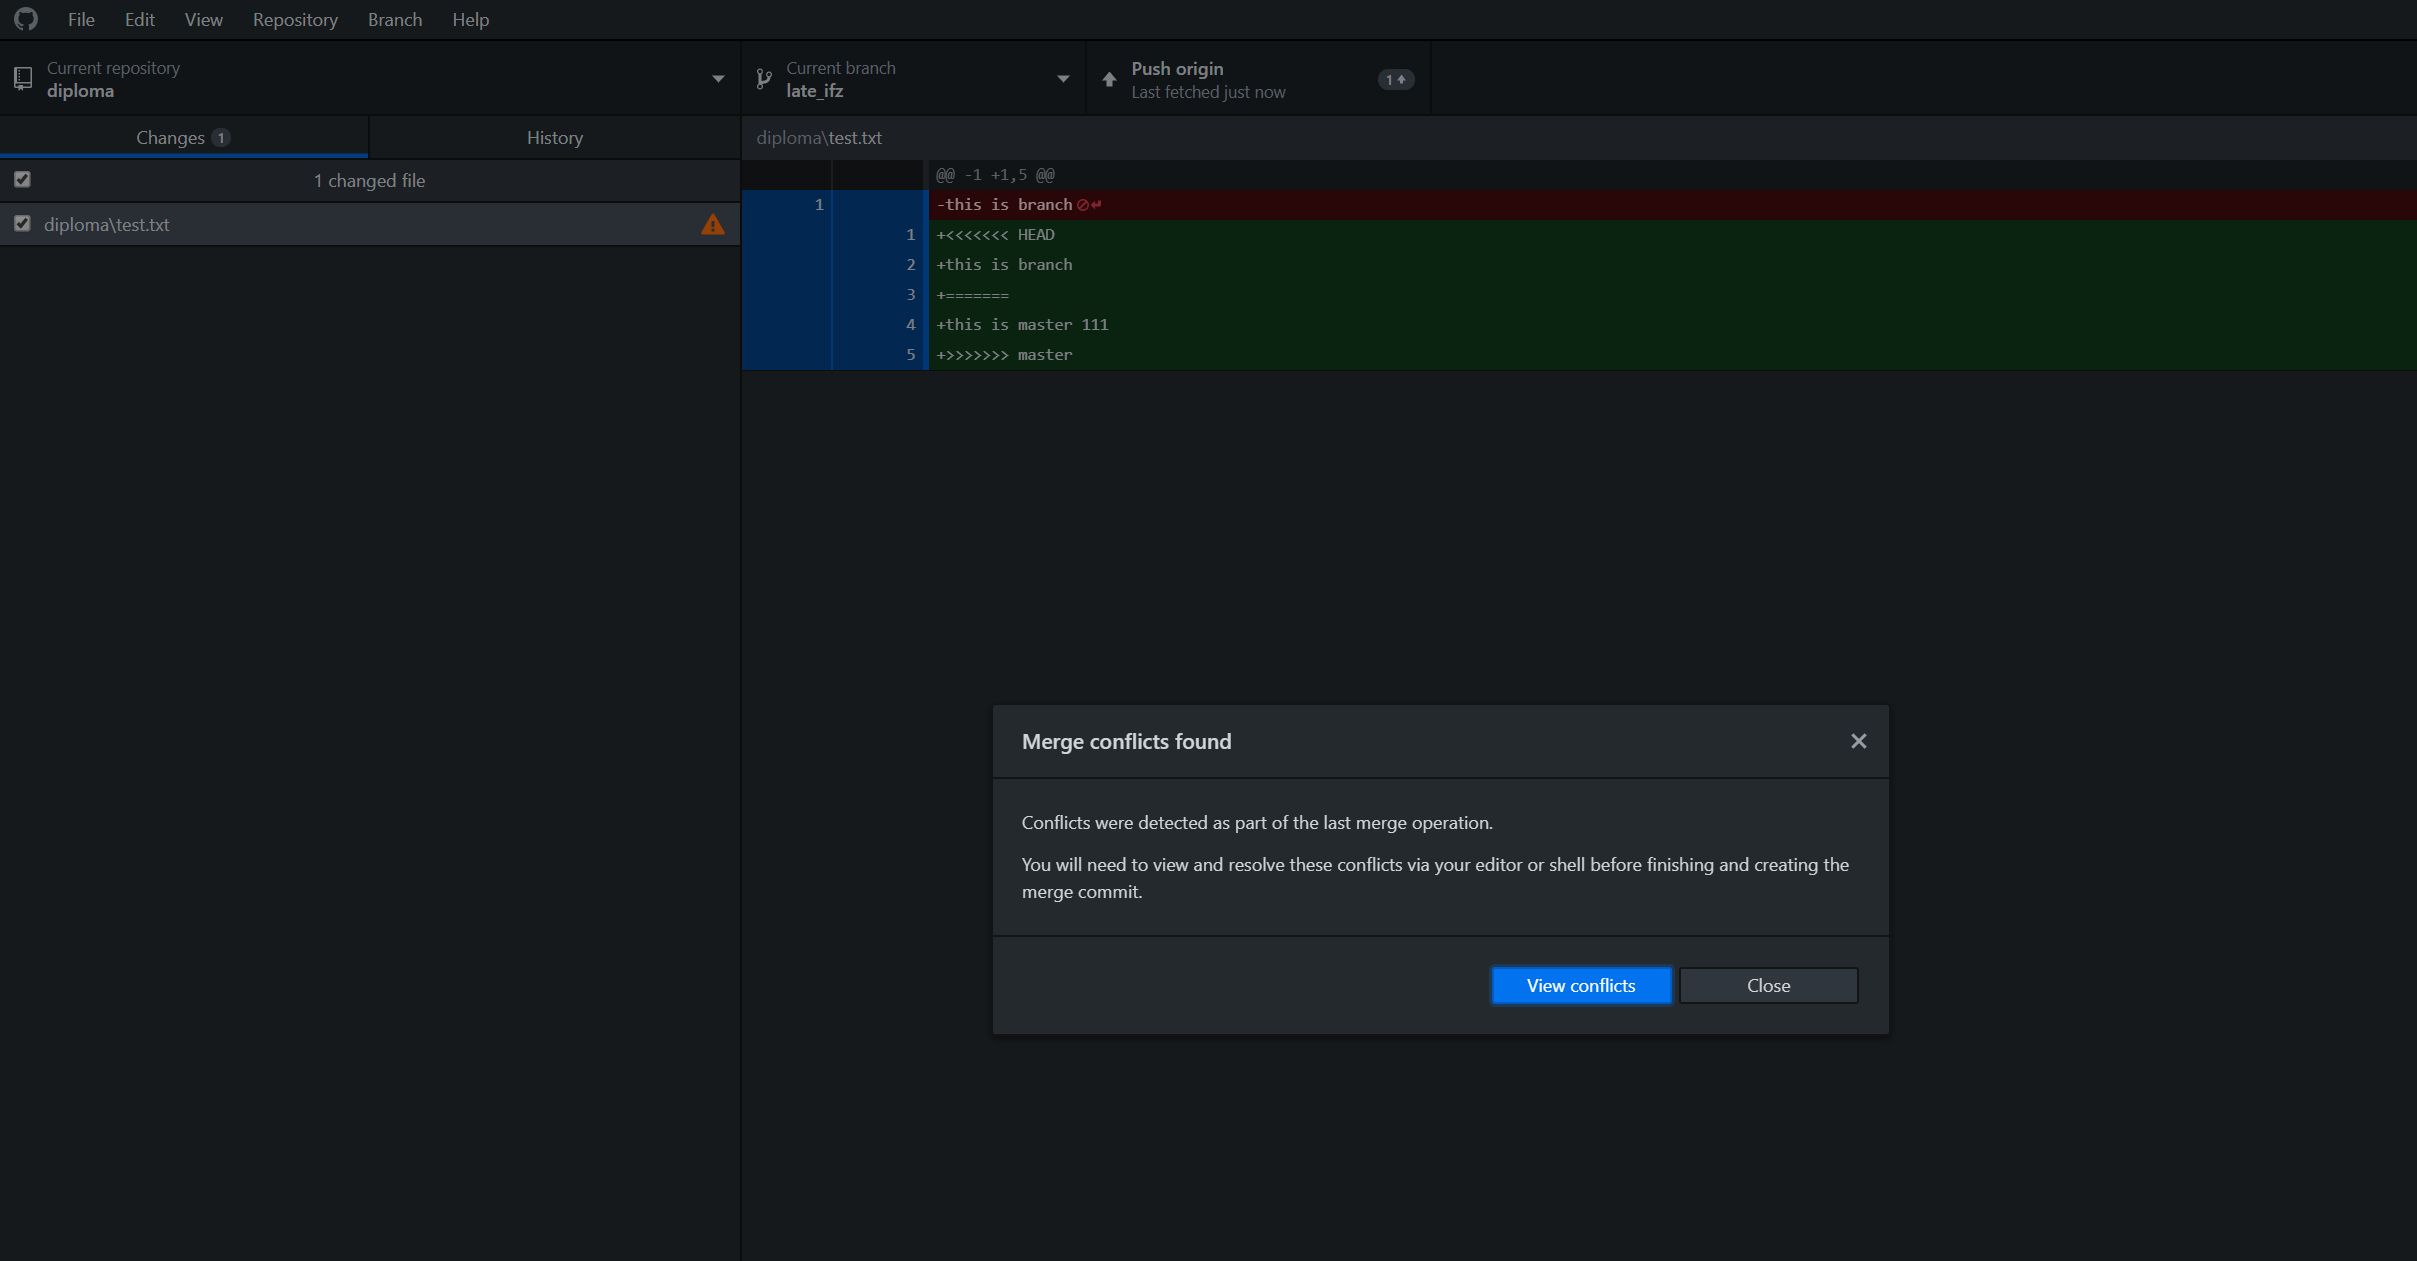 File Edit View Repository Branch Help
Current repository
diploma
Current branch
late_ifz
Push origin
Last fetched just now
1
Changes 1
History
diploma\test.txt
1 changed file
diploma\test.txt
@@ -1 +1,5 @@
1 -this is branch
1 +<<<<<<< HEAD
2 +this is branch
3 +=======
4 +this is master 111
5 +>>>>>>> master
Merge conflicts found
Conflicts were detected as part of the last merge operation.
You will need to view and resolve these conflicts via your editor or shell before finishing and creating the
merge commit.
View conflicts
Close